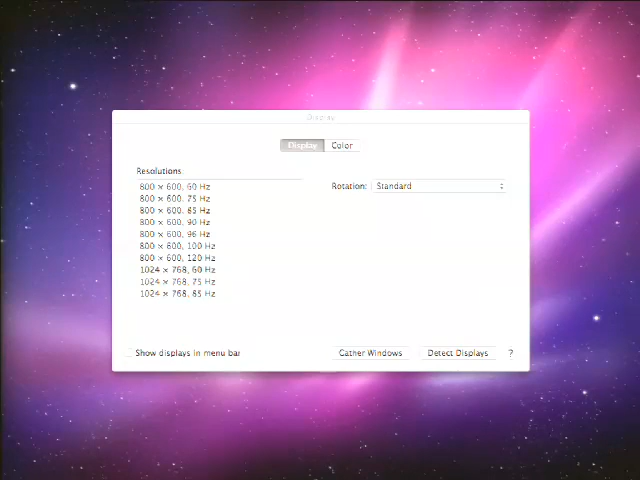 Display
Display Color
Resolutions:
800 × 600, 60 Hz
800 × 600, 75 Hz
800 × 600, 85 Hz
800 × 600, 90 Hz
800 × 600, 96 Hz
800 × 600, 100 Hz
800 × 600, 120 Hz
1024 × 768, 60 Hz
1024 × 768, 75 Hz
1024 × 768, 85 Hz
Rotation: Standard
Show displays in menu bar
Gather Windows Detect Displays ?